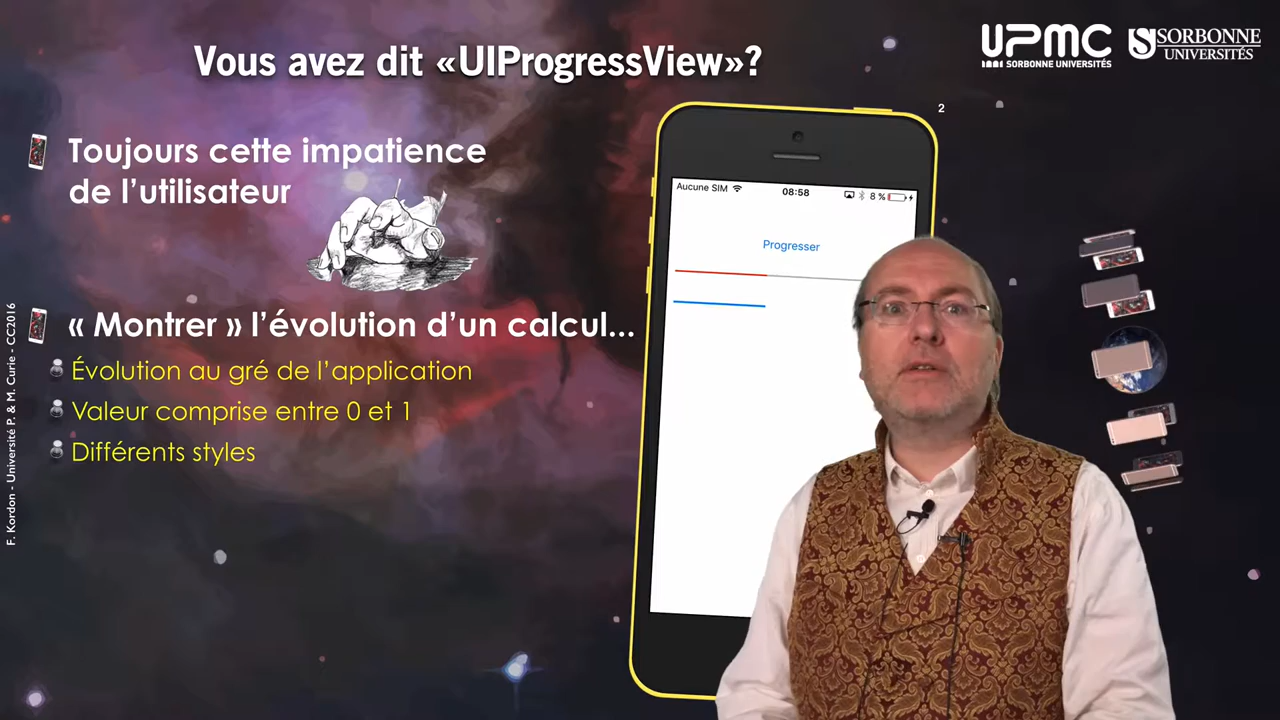 Vous avez dit «UIProgressView»?
UPMC
SORBONNE UNIVERSITÉS
SORBONNE
UNIVERSITÉS
2
Toujours cette impatience
de l’utilisateur
« Montrer » l’évolution d’un calcul...
Évolution au gré de l’application
Valeur comprise entre 0 et 1
Différents styles
Aucune SIM
08:58
8 %
Progresser
F. Kordon - Université P. & M. Curie - CC2016